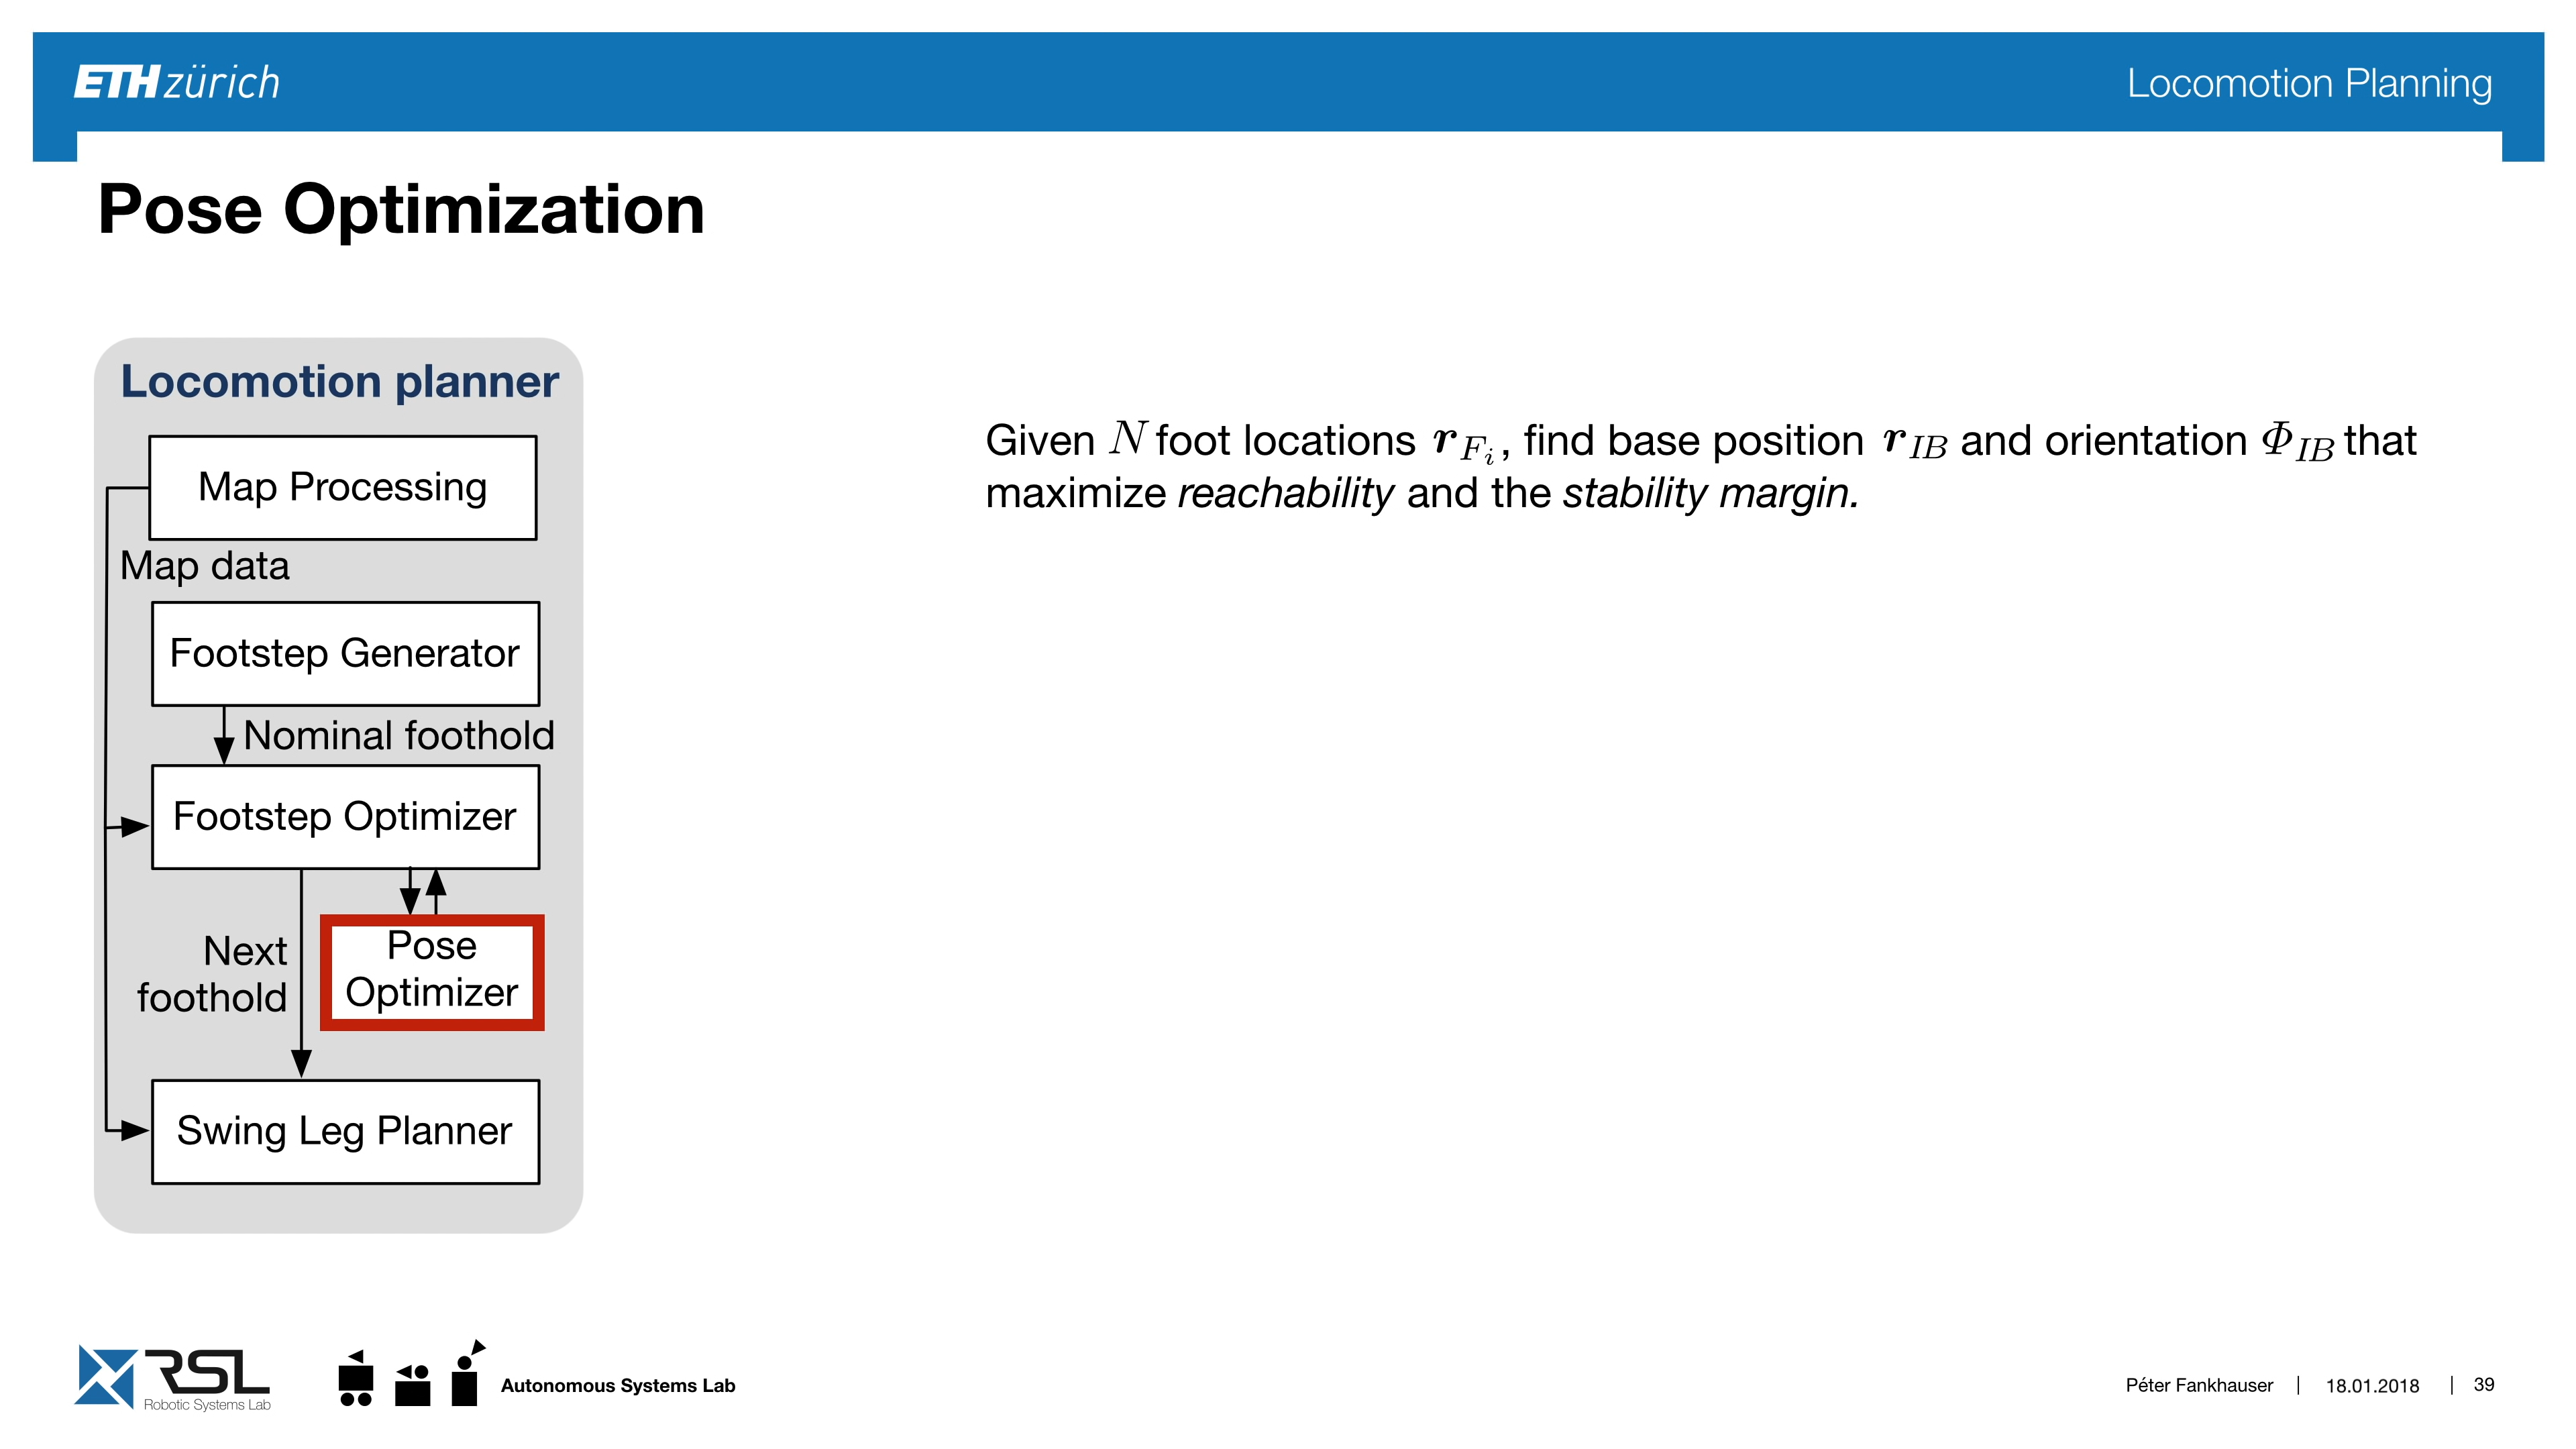 ETH zürich
Locomotion Planning
Pose Optimization
Locomotion planner
Map Processing
Map data
Footstep Generator
Nominal foothold
Footstep Optimizer
Next
foothold
Pose
Optimizer
Swing Leg Planner
Given N foot locations r_{F_i}, find base position r_{IB} and orientation Φ_{IB} that
maximize reachability and the stability margin.
RSL
Robotic Systems Lab
Autonomous Systems Lab
Péter Fankhauser | 18.01.2018 | 39